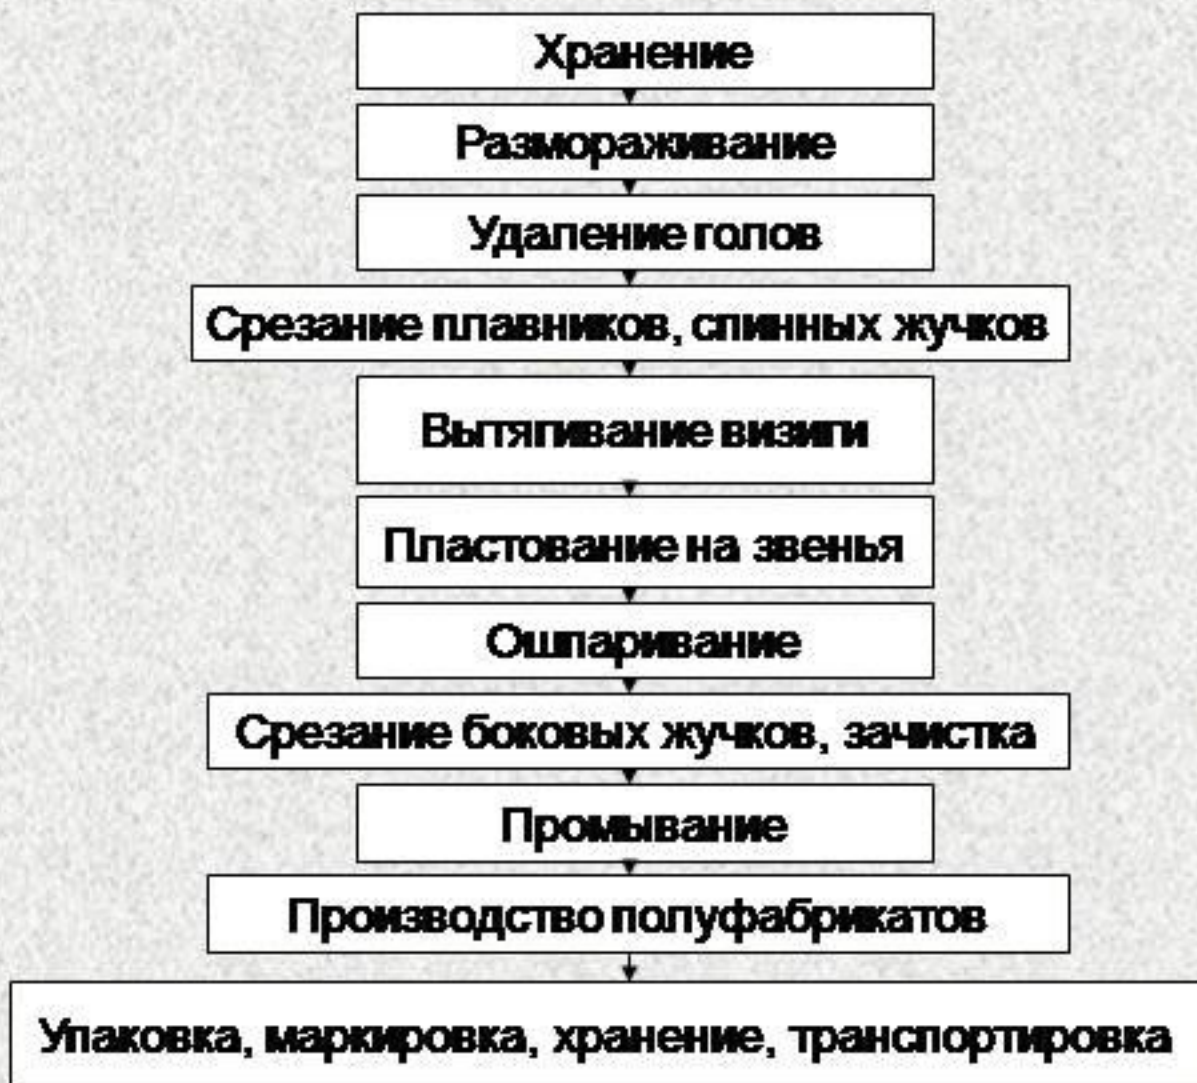 Хранение
Размораживание
Удаление голов
Срезание плавников, спинных жучков
Вытягивание визиги
Пластование на звенья
Ошпаривание
Срезание боковых жучков, зачистка
Промывание
Производство полуфабрикатов
Упаковка, маркировка, хранение, транспортировка